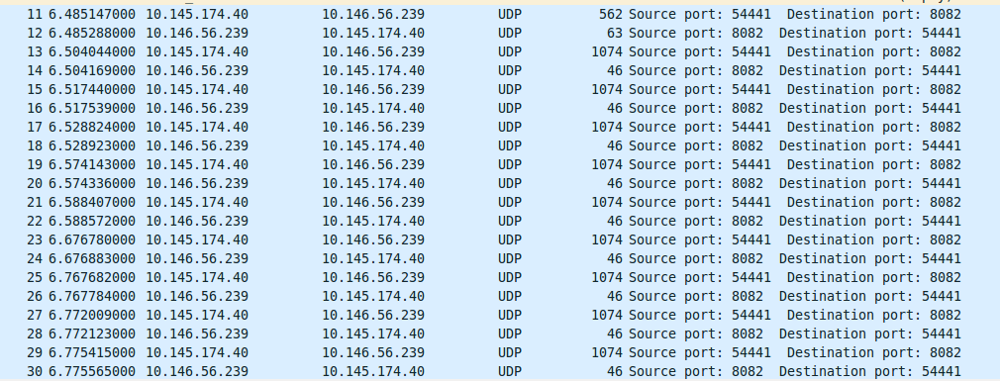 11 6.485147000 10.145.174.40 10.146.56.239 UDP 562 Source port: 54441 Destination port: 8082
12 6.485288000 10.146.56.239 10.145.174.40 UDP 63 Source port: 8082 Destination port: 54441
13 6.504044000 10.145.174.40 10.146.56.239 UDP 1074 Source port: 54441 Destination port: 8082
14 6.504169000 10.146.56.239 10.145.174.40 UDP 46 Source port: 8082 Destination port: 54441
15 6.517440000 10.145.174.40 10.146.56.239 UDP 1074 Source port: 54441 Destination port: 8082
16 6.517539000 10.146.56.239 10.145.174.40 UDP 46 Source port: 8082 Destination port: 54441
17 6.528824000 10.145.174.40 10.146.56.239 UDP 1074 Source port: 54441 Destination port: 8082
18 6.528923000 10.146.56.239 10.145.174.40 UDP 46 Source port: 8082 Destination port: 54441
19 6.574143000 10.145.174.40 10.146.56.239 UDP 1074 Source port: 54441 Destination port: 8082
20 6.574336000 10.146.56.239 10.145.174.40 UDP 46 Source port: 8082 Destination port: 54441
21 6.588407000 10.145.174.40 10.146.56.239 UDP 1074 Source port: 54441 Destination port: 8082
22 6.588572000 10.146.56.239 10.145.174.40 UDP 46 Source port: 8082 Destination port: 54441
23 6.676780000 10.145.174.40 10.146.56.239 UDP 1074 Source port: 54441 Destination port: 8082
24 6.676883000 10.146.56.239 10.145.174.40 UDP 46 Source port: 8082 Destination port: 54441
25 6.767682000 10.145.174.40 10.146.56.239 UDP 1074 Source port: 54441 Destination port: 8082
26 6.767784000 10.146.56.239 10.145.174.40 UDP 46 Source port: 8082 Destination port: 54441
27 6.772009000 10.145.174.40 10.146.56.239 UDP 1074 Source port: 54441 Destination port: 8082
28 6.772123000 10.146.56.239 10.145.174.40 UDP 46 Source port: 8082 Destination port: 54441
29 6.775415000 10.145.174.40 10.146.56.239 UDP 1074 Source port: 54441 Destination port: 8082
30 6.775565000 10.146.56.239 10.145.174.40 UDP 46 Source port: 8082 Destination port: 54441